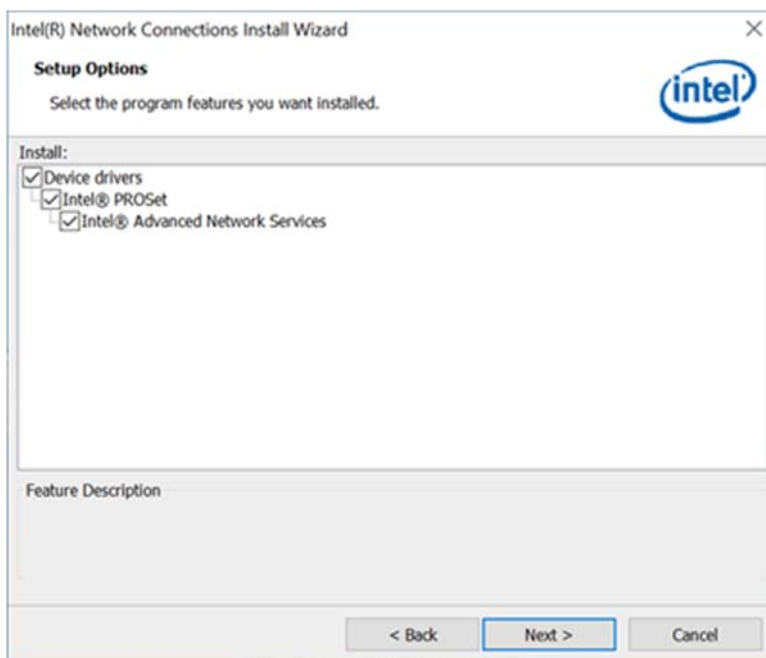 Intel(R) Network Connections Install Wizard
Setup Options
Select the program features you want installed.
intel
Install:
Device drivers
Intel® PROSet
Intel® Advanced Network Services
Feature Description
< Back
Next >
Cancel